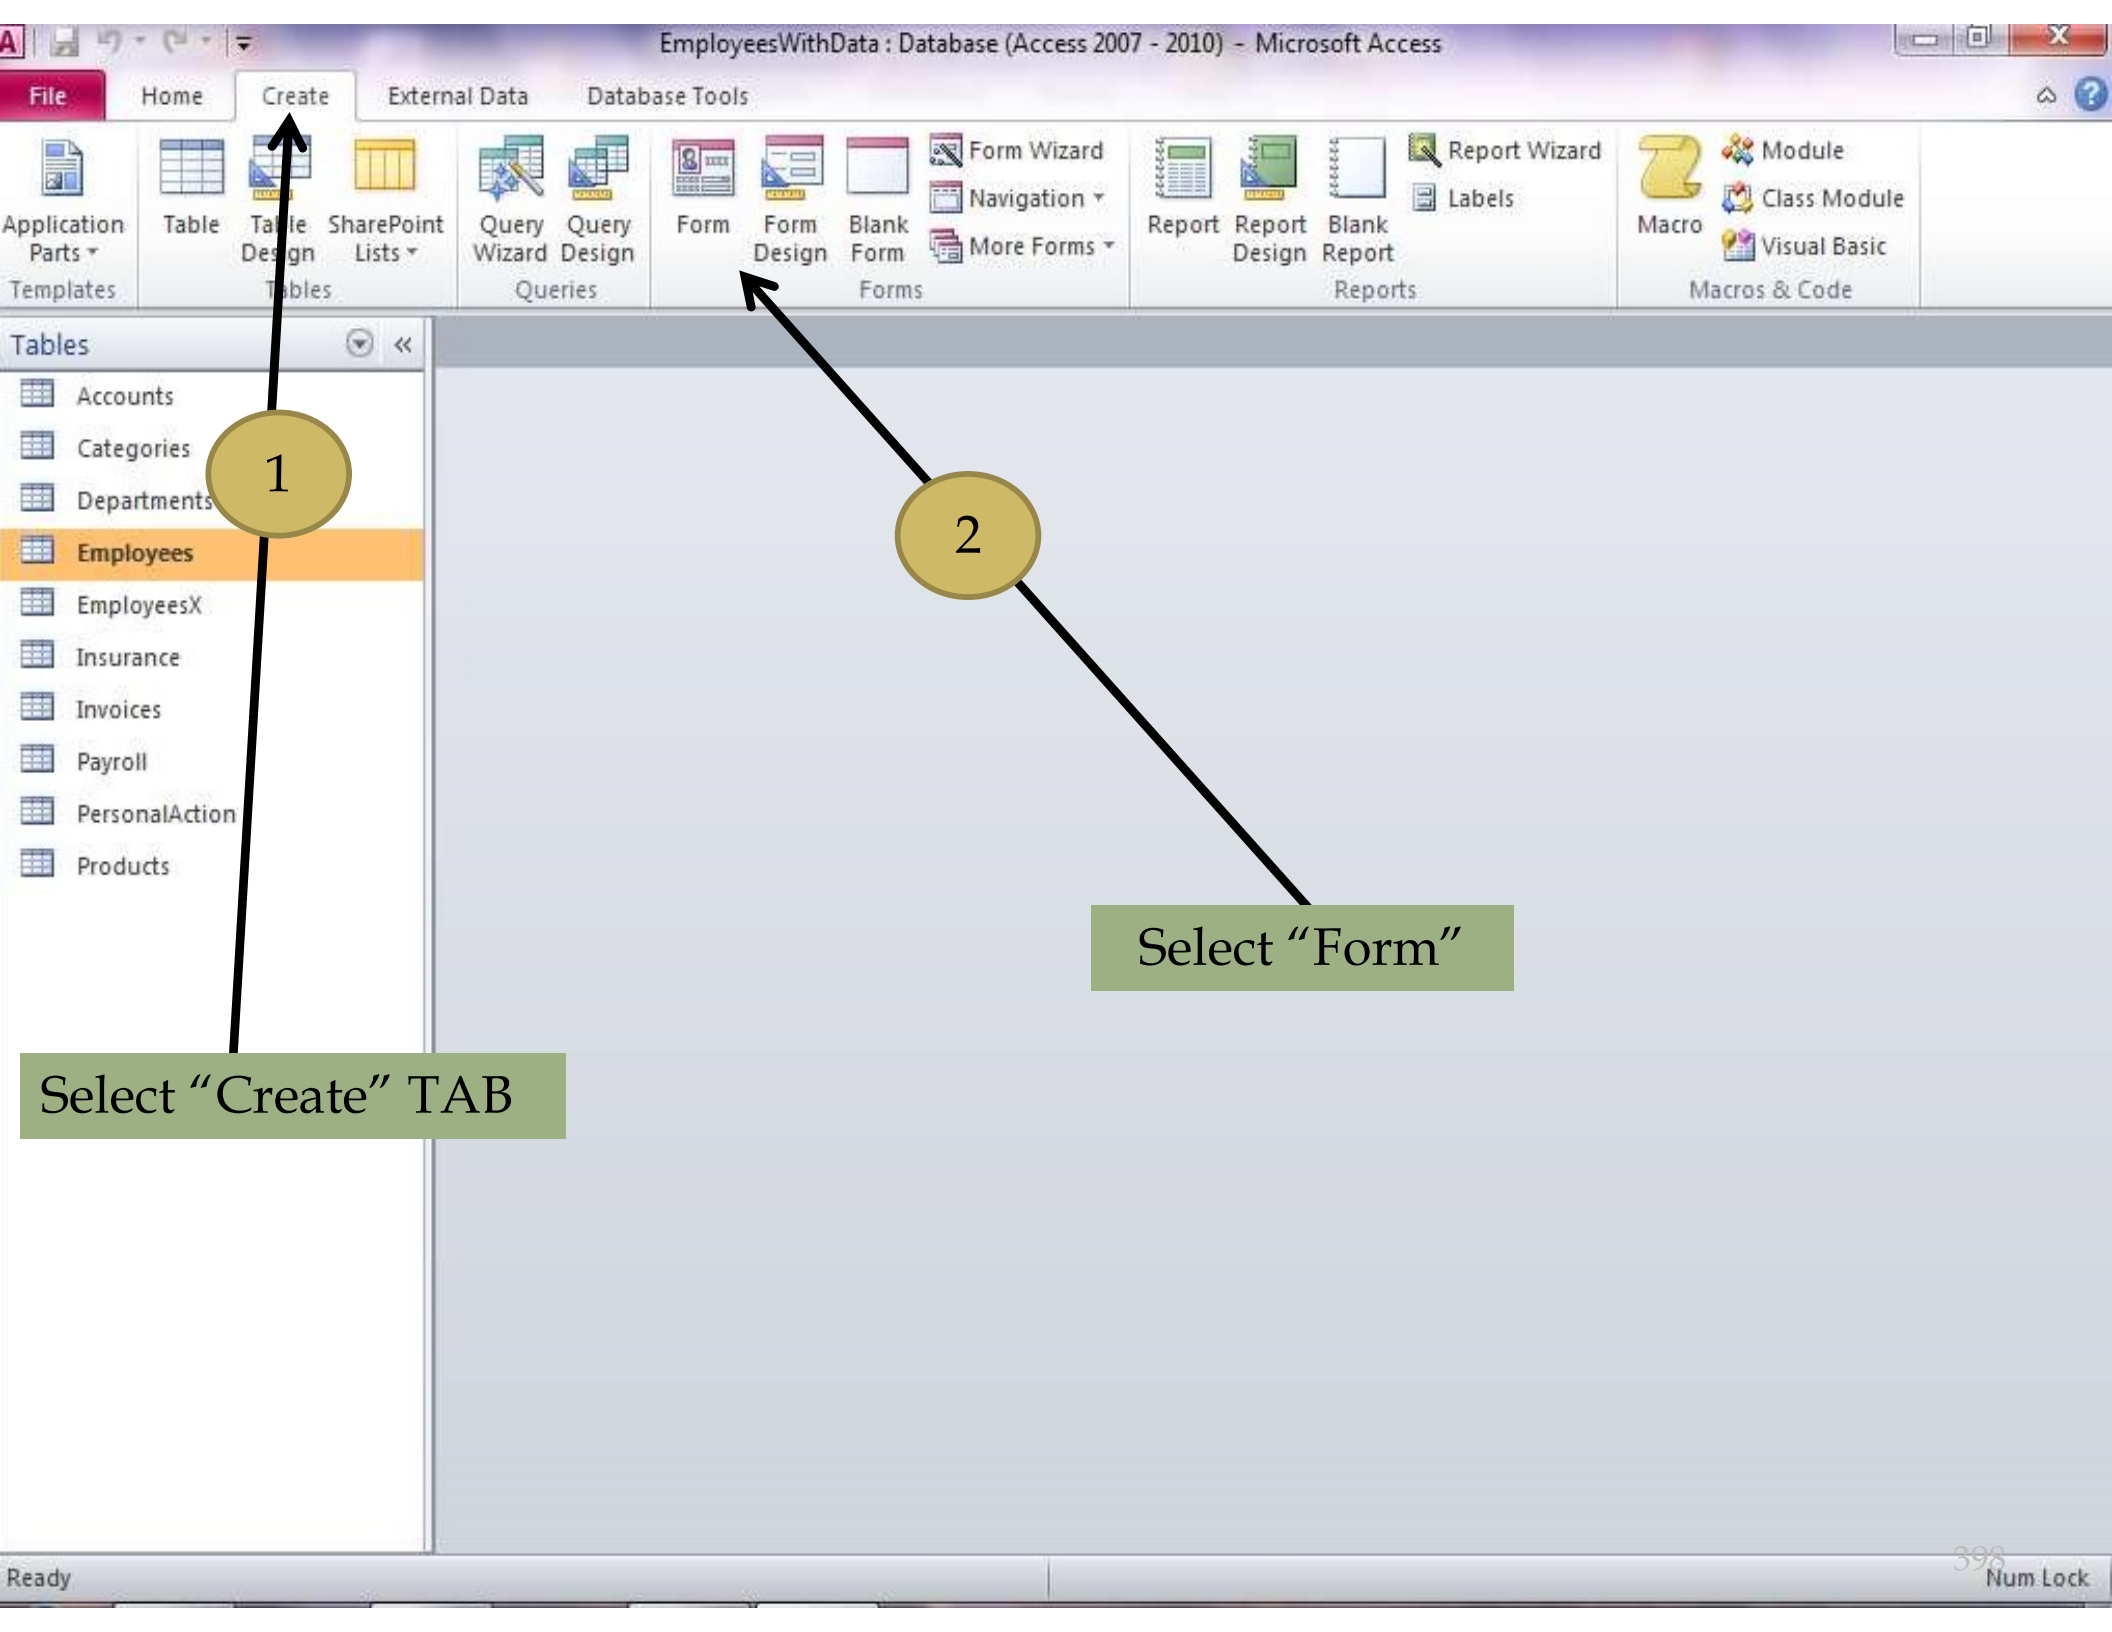 A
EmployeesWithData : Database (Access 2007 - 2010) - Microsoft Access
File Home Create External Data Database Tools
Application Parts
Table
Table Design
SharePoint Lists
Query Wizard
Query Design
Form
Form Design
Blank Form
Form Wizard
Navigation
More Forms
Report
Report Design
Blank Report
Report Wizard
Labels
Macro
Module
Class Module
Visual Basic
Templates Tables Queries Forms Reports Macros & Code
Tables
Accounts
Categories
Departments
Employees
EmployeesX
Insurance
Invoices
Payroll
PersonalAction
Products
1
2
Select “Form”
Select “Create” TAB
398
Ready
Num Lock